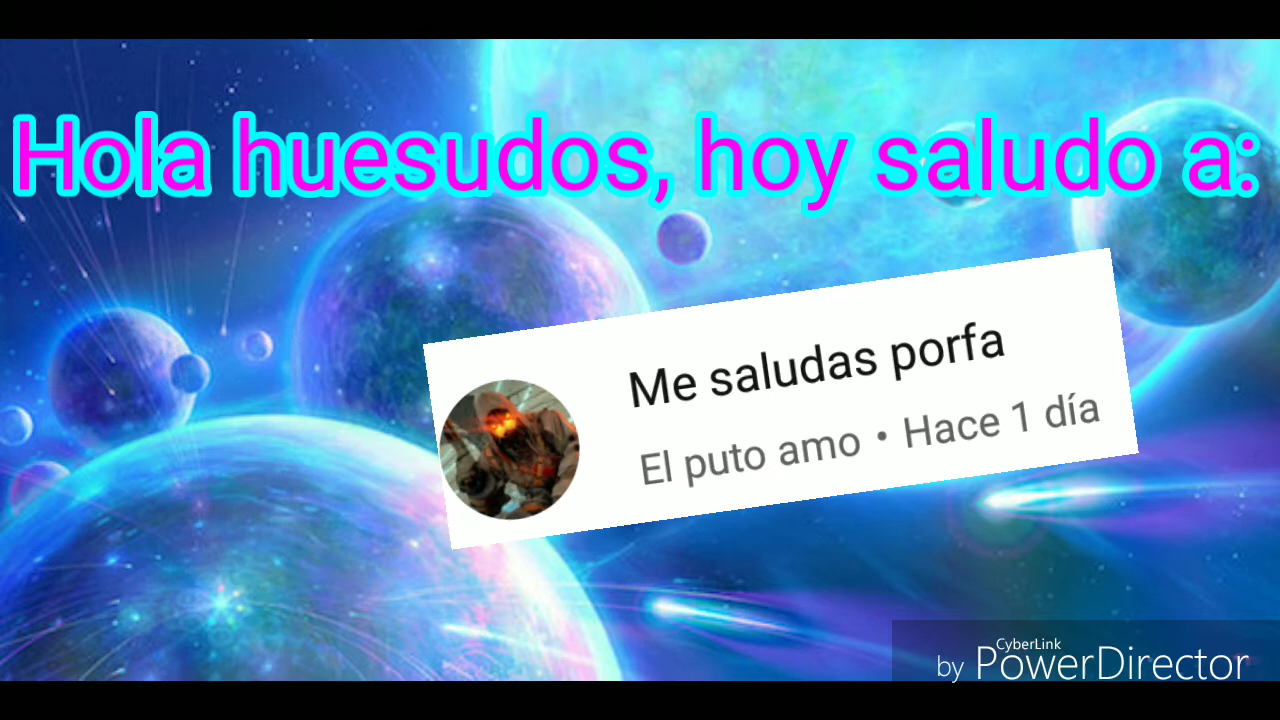 Hola huesudos, hoy saludo a:
Me saludas porfa
El puto amo • Hace 1 día
CyberLink
by PowerDirector